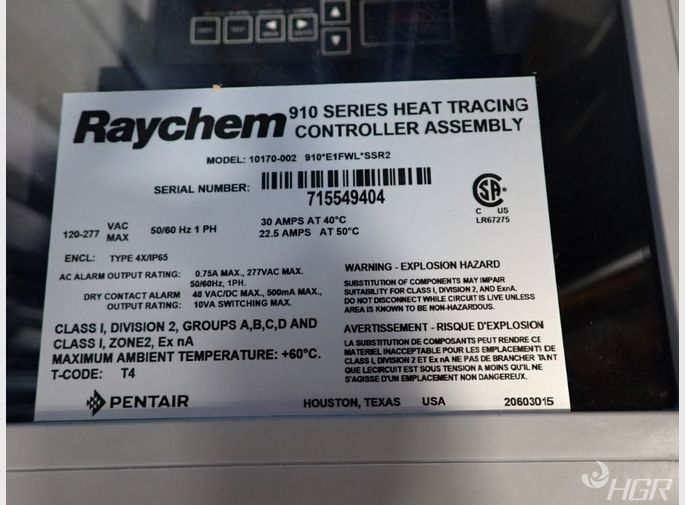 Raychem 910 SERIES HEAT TRACING
CONTROLLER ASSEMBLY
MODEL: 10170-002 910*E1FWL*SSR2
SERIAL NUMBER:
715549404
CSA
C US
LR67275
120-277 VAC MAX 50/60 Hz 1 PH 30 AMPS AT 40°C
22.5 AMPS AT 50°C
ENCL: TYPE 4X/IP65
AC ALARM OUTPUT RATING: 0.75A MAX., 277VAC MAX.
50/60Hz, 1PH.
DRY CONTACT ALARM 48 VAC/DC MAX., 500mA MAX.,
OUTPUT RATING: 10VA SWITCHING MAX.
CLASS I, DIVISION 2, GROUPS A,B,C,D AND
CLASS I, ZONE2, Ex nA
MAXIMUM AMBIENT TEMPERATURE: +60°C.
T-CODE: T4
WARNING - EXPLOSION HAZARD
SUBSTITUTION OF COMPONENTS MAY IMPAIR
SUITABILITY FOR CLASS I, DIVISION 2, AND ExnA.
DO NOT DISCONNECT WHILE CIRCUIT IS LIVE UNLESS
AREA IS KNOWN TO BE NON-HAZARDOUS.
AVERTISSEMENT - RISQUE D'EXPLOSION
LA SUBSTITUTION DE COMPOSANTS PEUT RENDRE CE
MATERIEL INACCEPTABLE POUR LES EMPLACEMENTS DE
CLASS I, DIVISION 2 ET Ex nA NE PAS DE BRANCHER TANT
QUE LECIRCUIT EST SOUS TENSION A MOINS QU'IL NE
S'AGISSE D'UN EMPLACEMENT NON DANGEREUX.
PENTAIR
HOUSTON, TEXAS USA 20603015
HGR